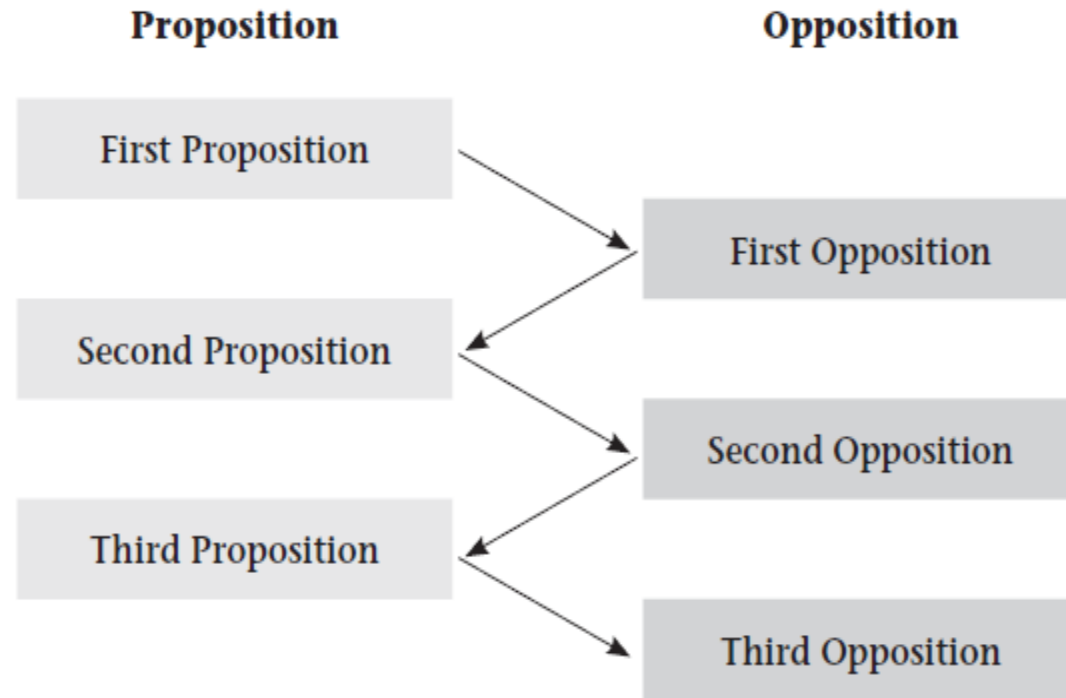 Proposition
Opposition
First Proposition
First Opposition
Second Proposition
Second Opposition
Third Proposition
Third Opposition